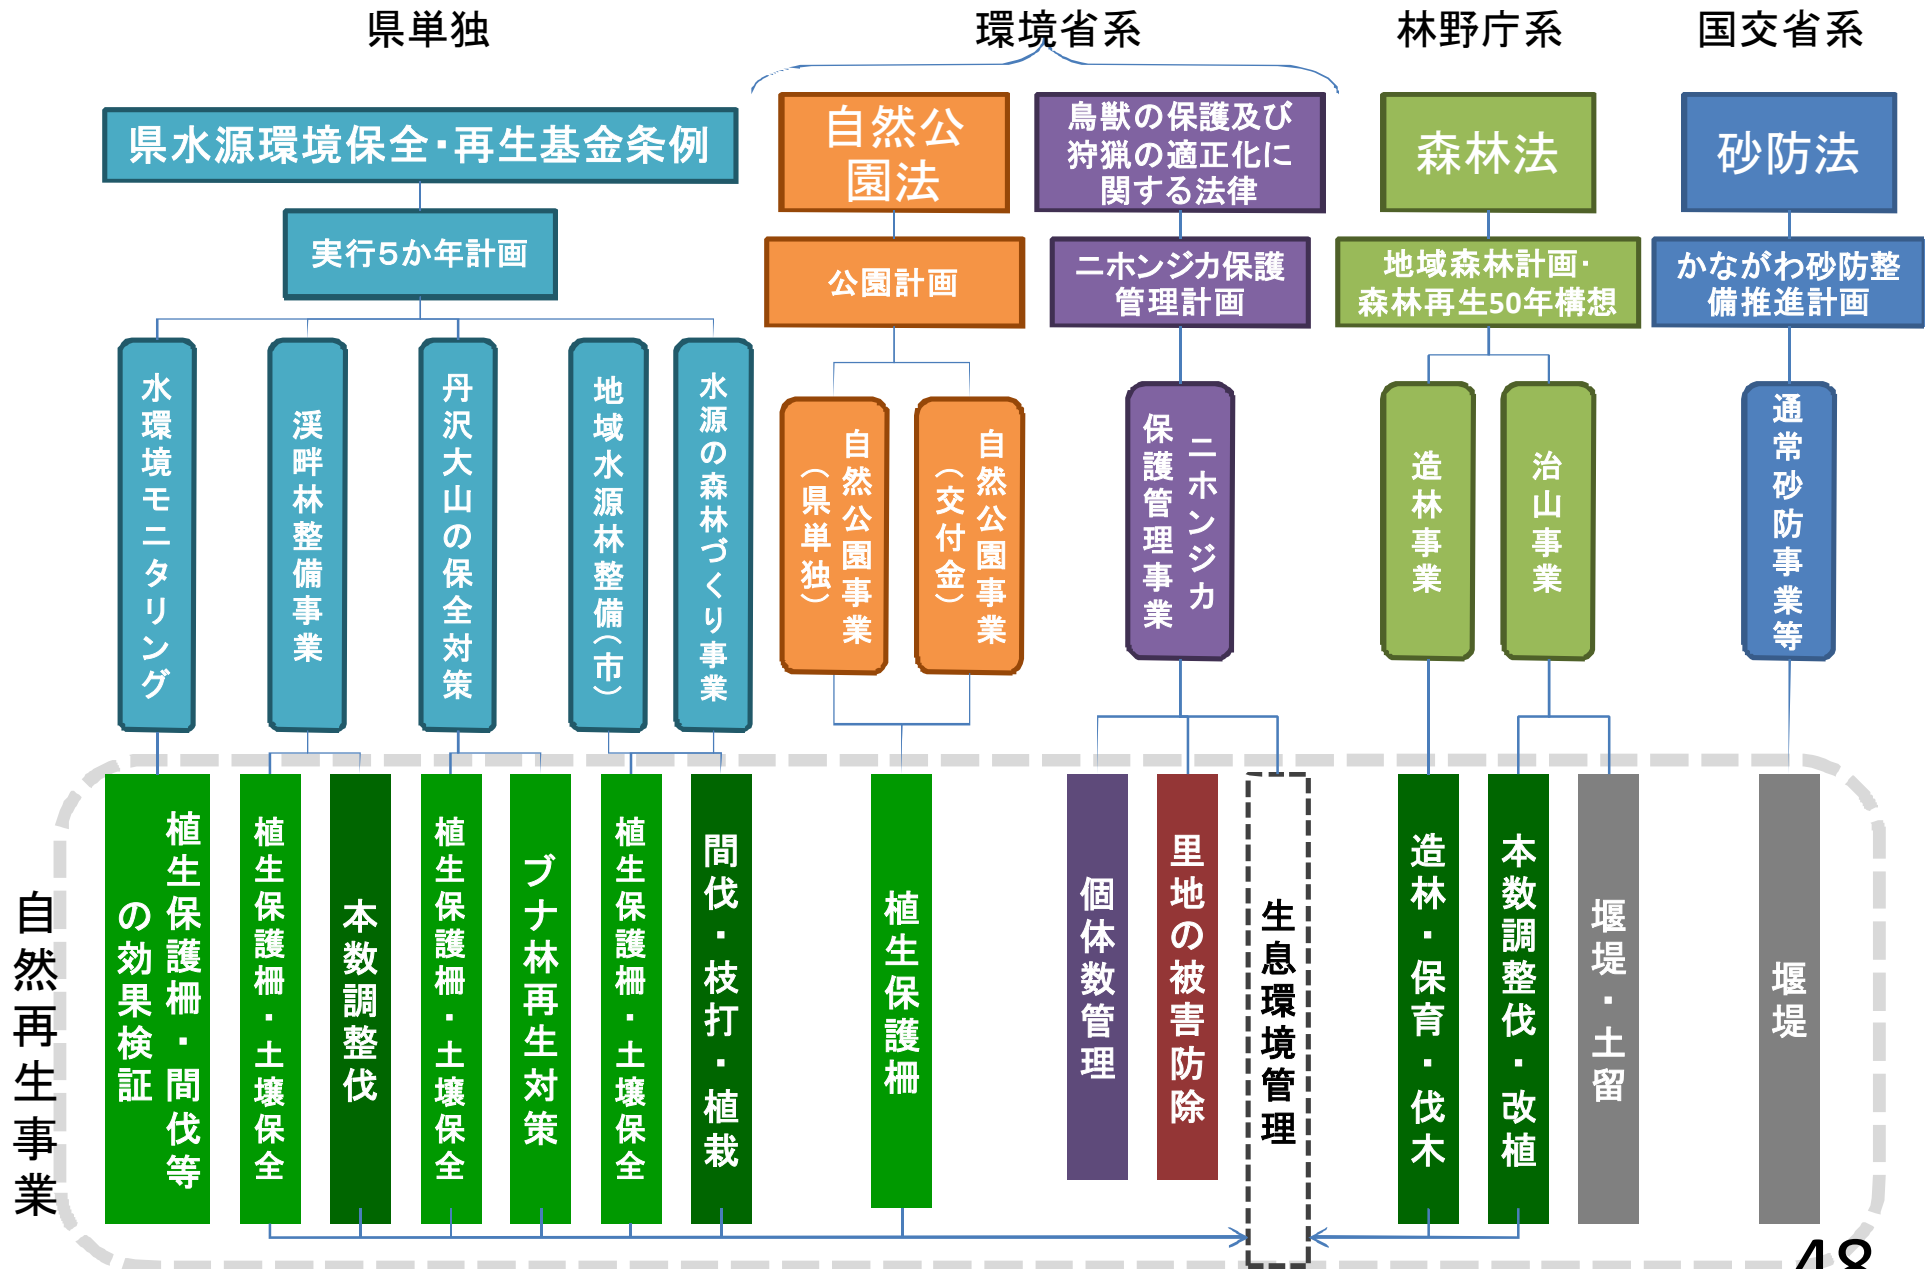 県単独
環境省系
林野庁系
国交省系
県水源環境保全・再生基金条例
自然公
園法
鳥獣の保護及び
狩猟の適正化に
関する法律
森林法
砂防法
実行5か年計画
公園計画
ニホンジカ保護
管理計画
地域森林計画・
森林再生50年構想
かながわ砂防整
備推進計画
水環境モニタリング
渓畔林整備事業
丹沢大山の保全対策
地域水源林整備（市）
水源の森林づくり事業
自然公園事業
（県単独）
自然公園事業
（交付金）
ニホンジカ
保護管理事業
造林事業
治山事業
通常砂防事業等
自然再生事業
植生保護柵・間伐等
の効果検証
植生保護柵・土壌保全
本数調整伐
植生保護柵・土壌保全
ブナ林再生対策
植生保護柵・土壌保全
間伐・枝打・植栽
植生保護柵
個体数管理
里地の被害防除
生息環境管理
造林・保育・伐木
本数調整伐・改植
堰堤・土留
堰堤
48